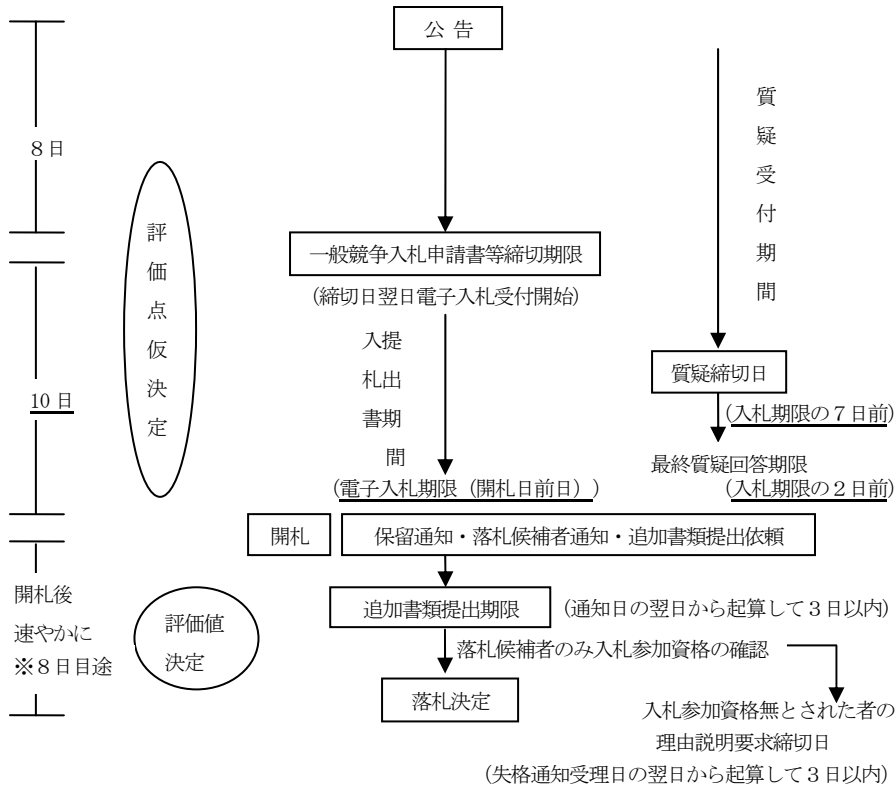 公 告
質疑受付期間
８日
評価点仮決定
一般競争入札申請書等締切期限
（締切日翌日電子入札受付開始）
入札書
提出期間
質疑締切日
10 日
（入札期限の７日前）
最終質疑回答期限
（電子入札期限（開札日前日））
（入札期限の２日前）
開札
保留通知・落札候補者通知・追加書類提出依頼
開札後
速やかに
※８日目途
評価値
決定
追加書類提出期限
（通知日の翌日から起算して３日以内）
落札候補者のみ入札参加資格の確認
落札決定
入札参加資格無とされた者の
理由説明要求締切日
（失格通知受理日の翌日から起算して３日以内）